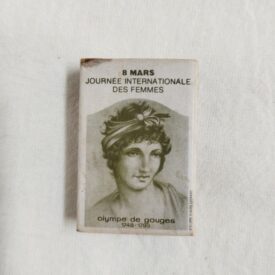 8 MARS
JOURNÉE INTERNATIONALE
DES FEMMES
olympe de gouges
1748-1793